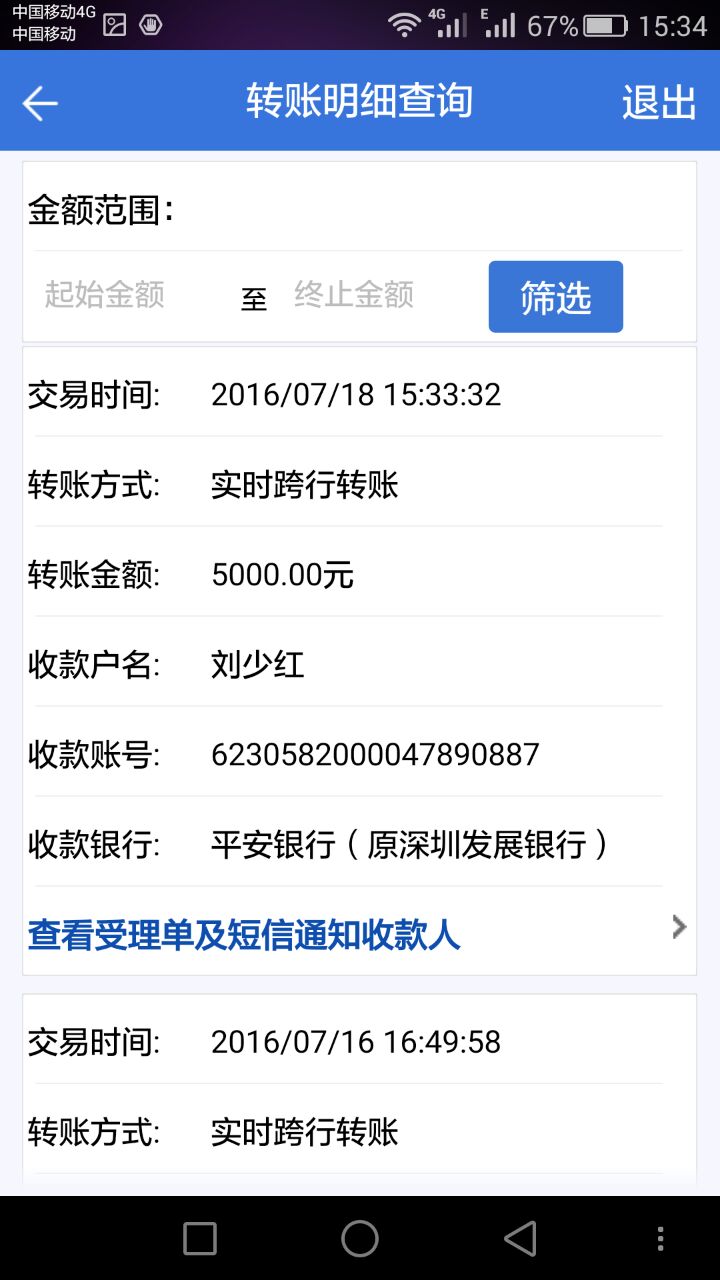 中国移动4G
中国移动
4G E 67% 15:34
转账明细查询 退出
金额范围：
起始金额 至 终止金额 筛选
交易时间: 2016/07/18 15:33:32
转账方式: 实时跨行转账
转账金额: 5000.00元
收款户名: 刘少红
收款账号: 6230582000047890887
收款银行: 平安银行（原深圳发展银行）
查看受理单及短信通知收款人
交易时间: 2016/07/16 16:49:58
转账方式: 实时跨行转账